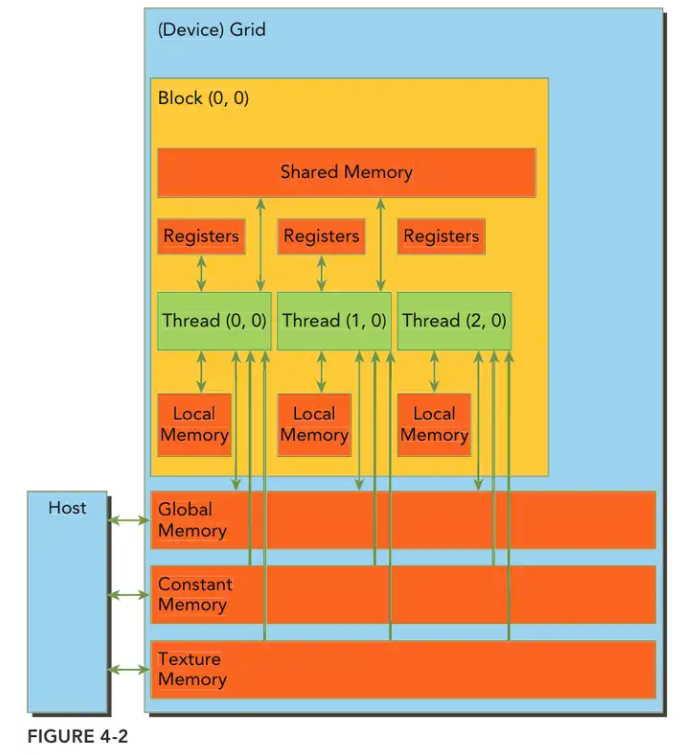 (Device) Grid
Block (0, 0)
Shared Memory
Registers Registers Registers
Thread (0, 0) Thread (1, 0) Thread (2, 0)
Local Local Local
Memory Memory Memory
Host
Global
Memory
Constant
Memory
Texture
Memory
FIGURE 4-2